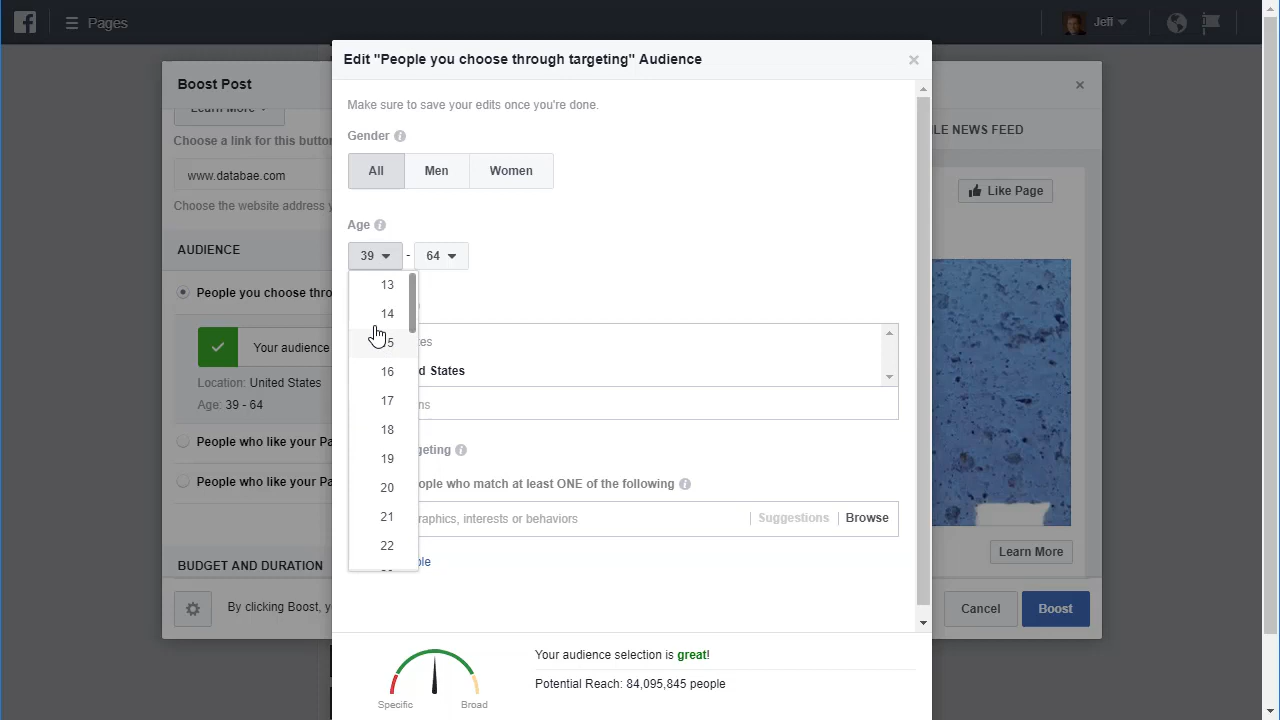 Pages
Jeff
Edit "People you choose through targeting" Audience
Boost Post
Make sure to save your edits once you're done.
Learn More
LE NEWS FEED
Gender
Choose a link for this button
All
Men
Women
www.databae.com
Like Page
Choose the website address y
Age
AUDIENCE
39 - 64
13
People you choose thro
14
15
Your audience
16
d States
Location: United States
17
Age: 39 - 64
18
People who like your Pa
19
geting
20
ople who match at least ONE of the following
People who like your Pa
21
raphics, interests or behaviors
Suggestions
Browse
22
Learn More
BUDGET AND DURATION
By clicking Boost, y
Cancel
Boost
Your audience selection is great!
Potential Reach: 84,095,845 people
Specific
Broad